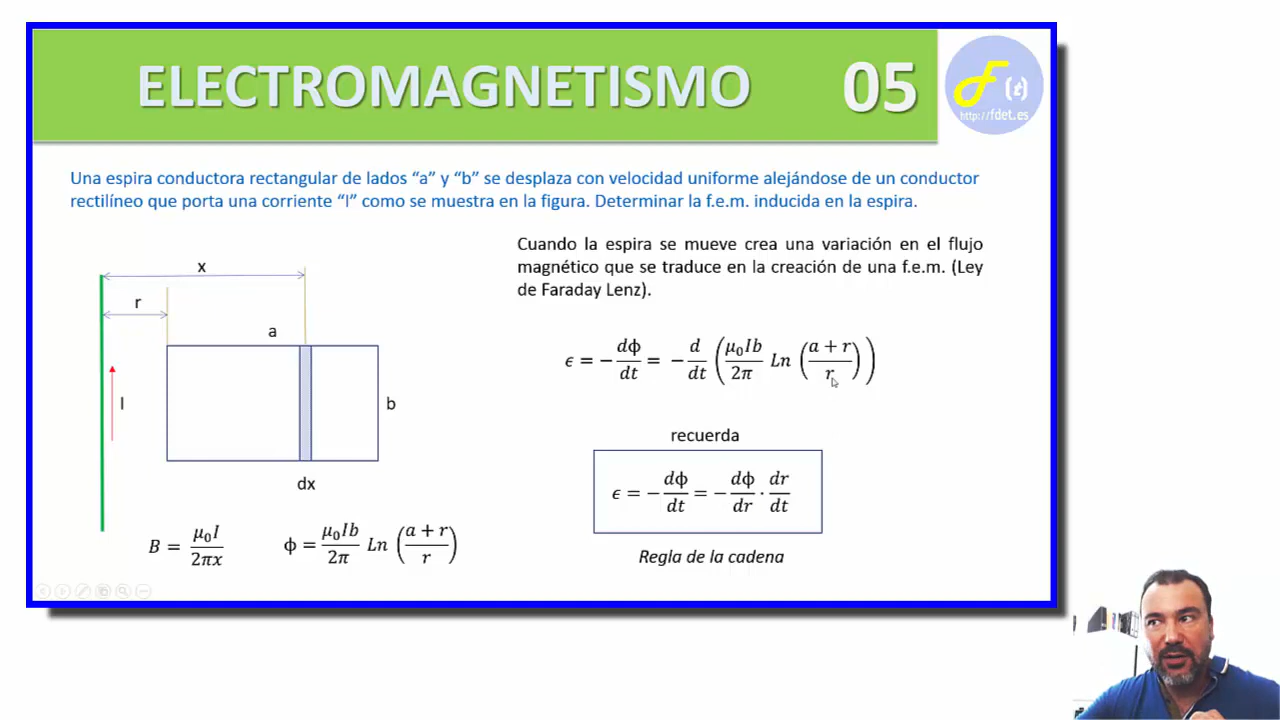 ELECTROMAGNETISMO 05
F(t)
http://fdet.es
Una espira conductora rectangular de lados “a” y “b” se desplaza con velocidad uniforme alejándose de un conductor
rectilíneo que porta una corriente “I” como se muestra en la figura. Determinar la f.e.m. inducida en la espira.
Cuando la espira se mueve crea una variación en el flujo
magnético que se traduce en la creación de una f.e.m. (Ley
de Faraday Lenz).
x
r
a
I
b
dx
ϵ = − dϕ/dt = − d/dt ( μ₀Ib/2π Ln ( a + r / r ) )
recuerda
ϵ = − dϕ/dt = − dϕ/dr · dr/dt
Regla de la cadena
B = μ₀I/2πx
ϕ = μ₀Ib/2π Ln ( a + r / r )